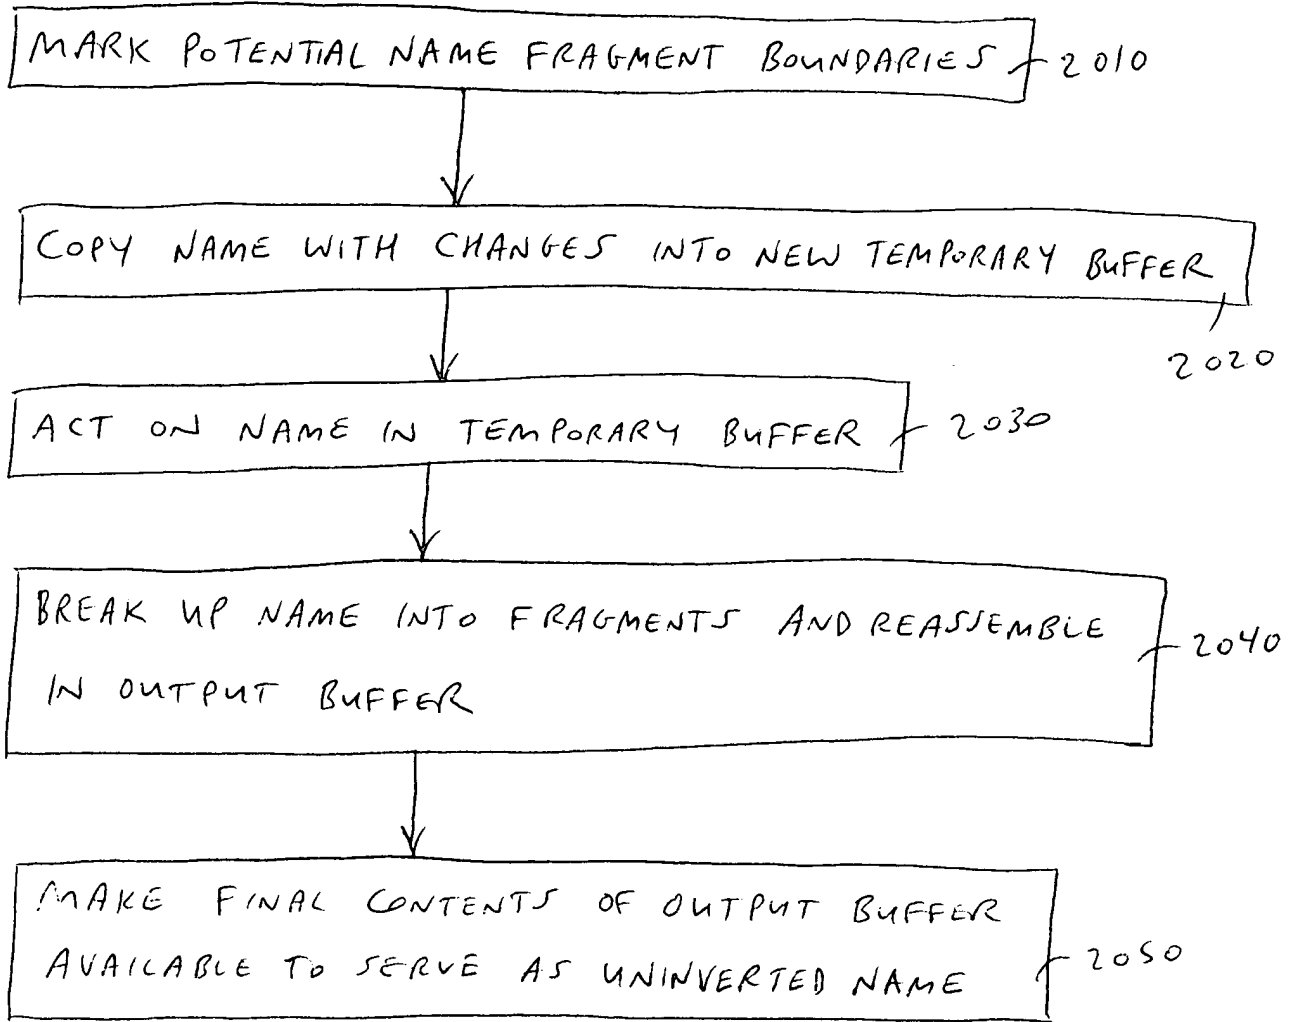 MARK POTENTIAL NAME FRAGMENT BOUNDARIES
2010
COPY NAME WITH CHANGES INTO NEW TEMPORARY BUFFER
2020
ACT ON NAME IN TEMPORARY BUFFER
2030
BREAK UP NAME INTO FRAGMENTS AND REASSEMBLE
2040
IN OUTPUT BUFFER
MAKE FINAL CONTENTS OF OUTPUT BUFFER
AVAILABLE TO SERVE AS UNINVERTED NAME
2050